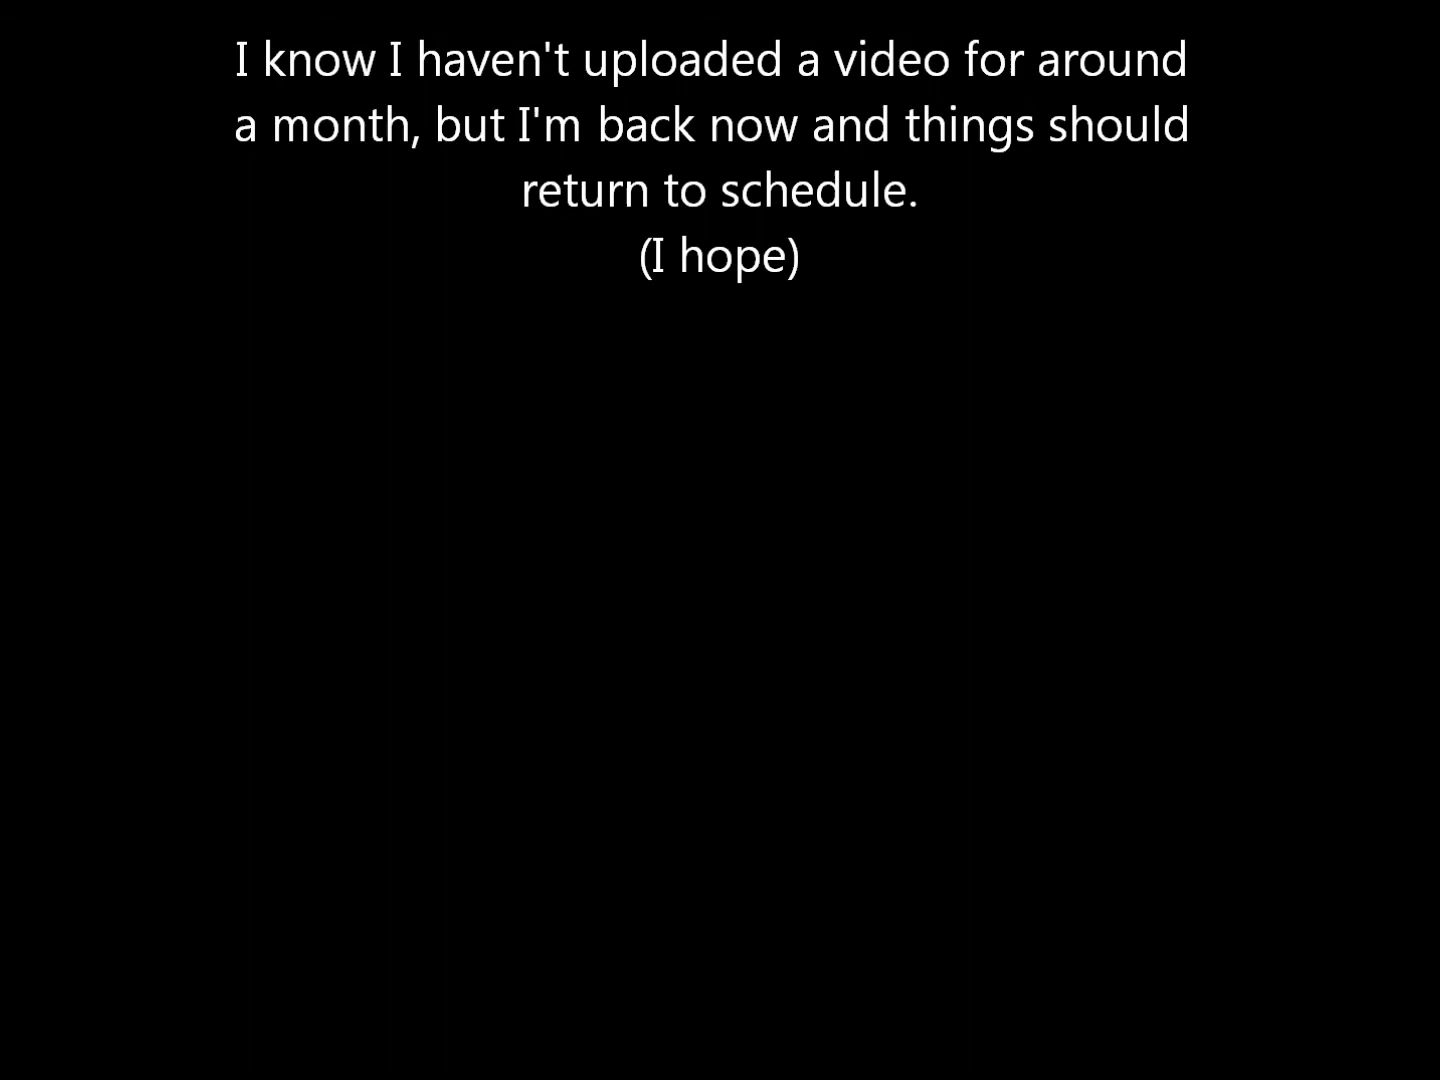 I know I haven't uploaded a video for around
a month, but I'm back now and things should
return to schedule.
(I hope)